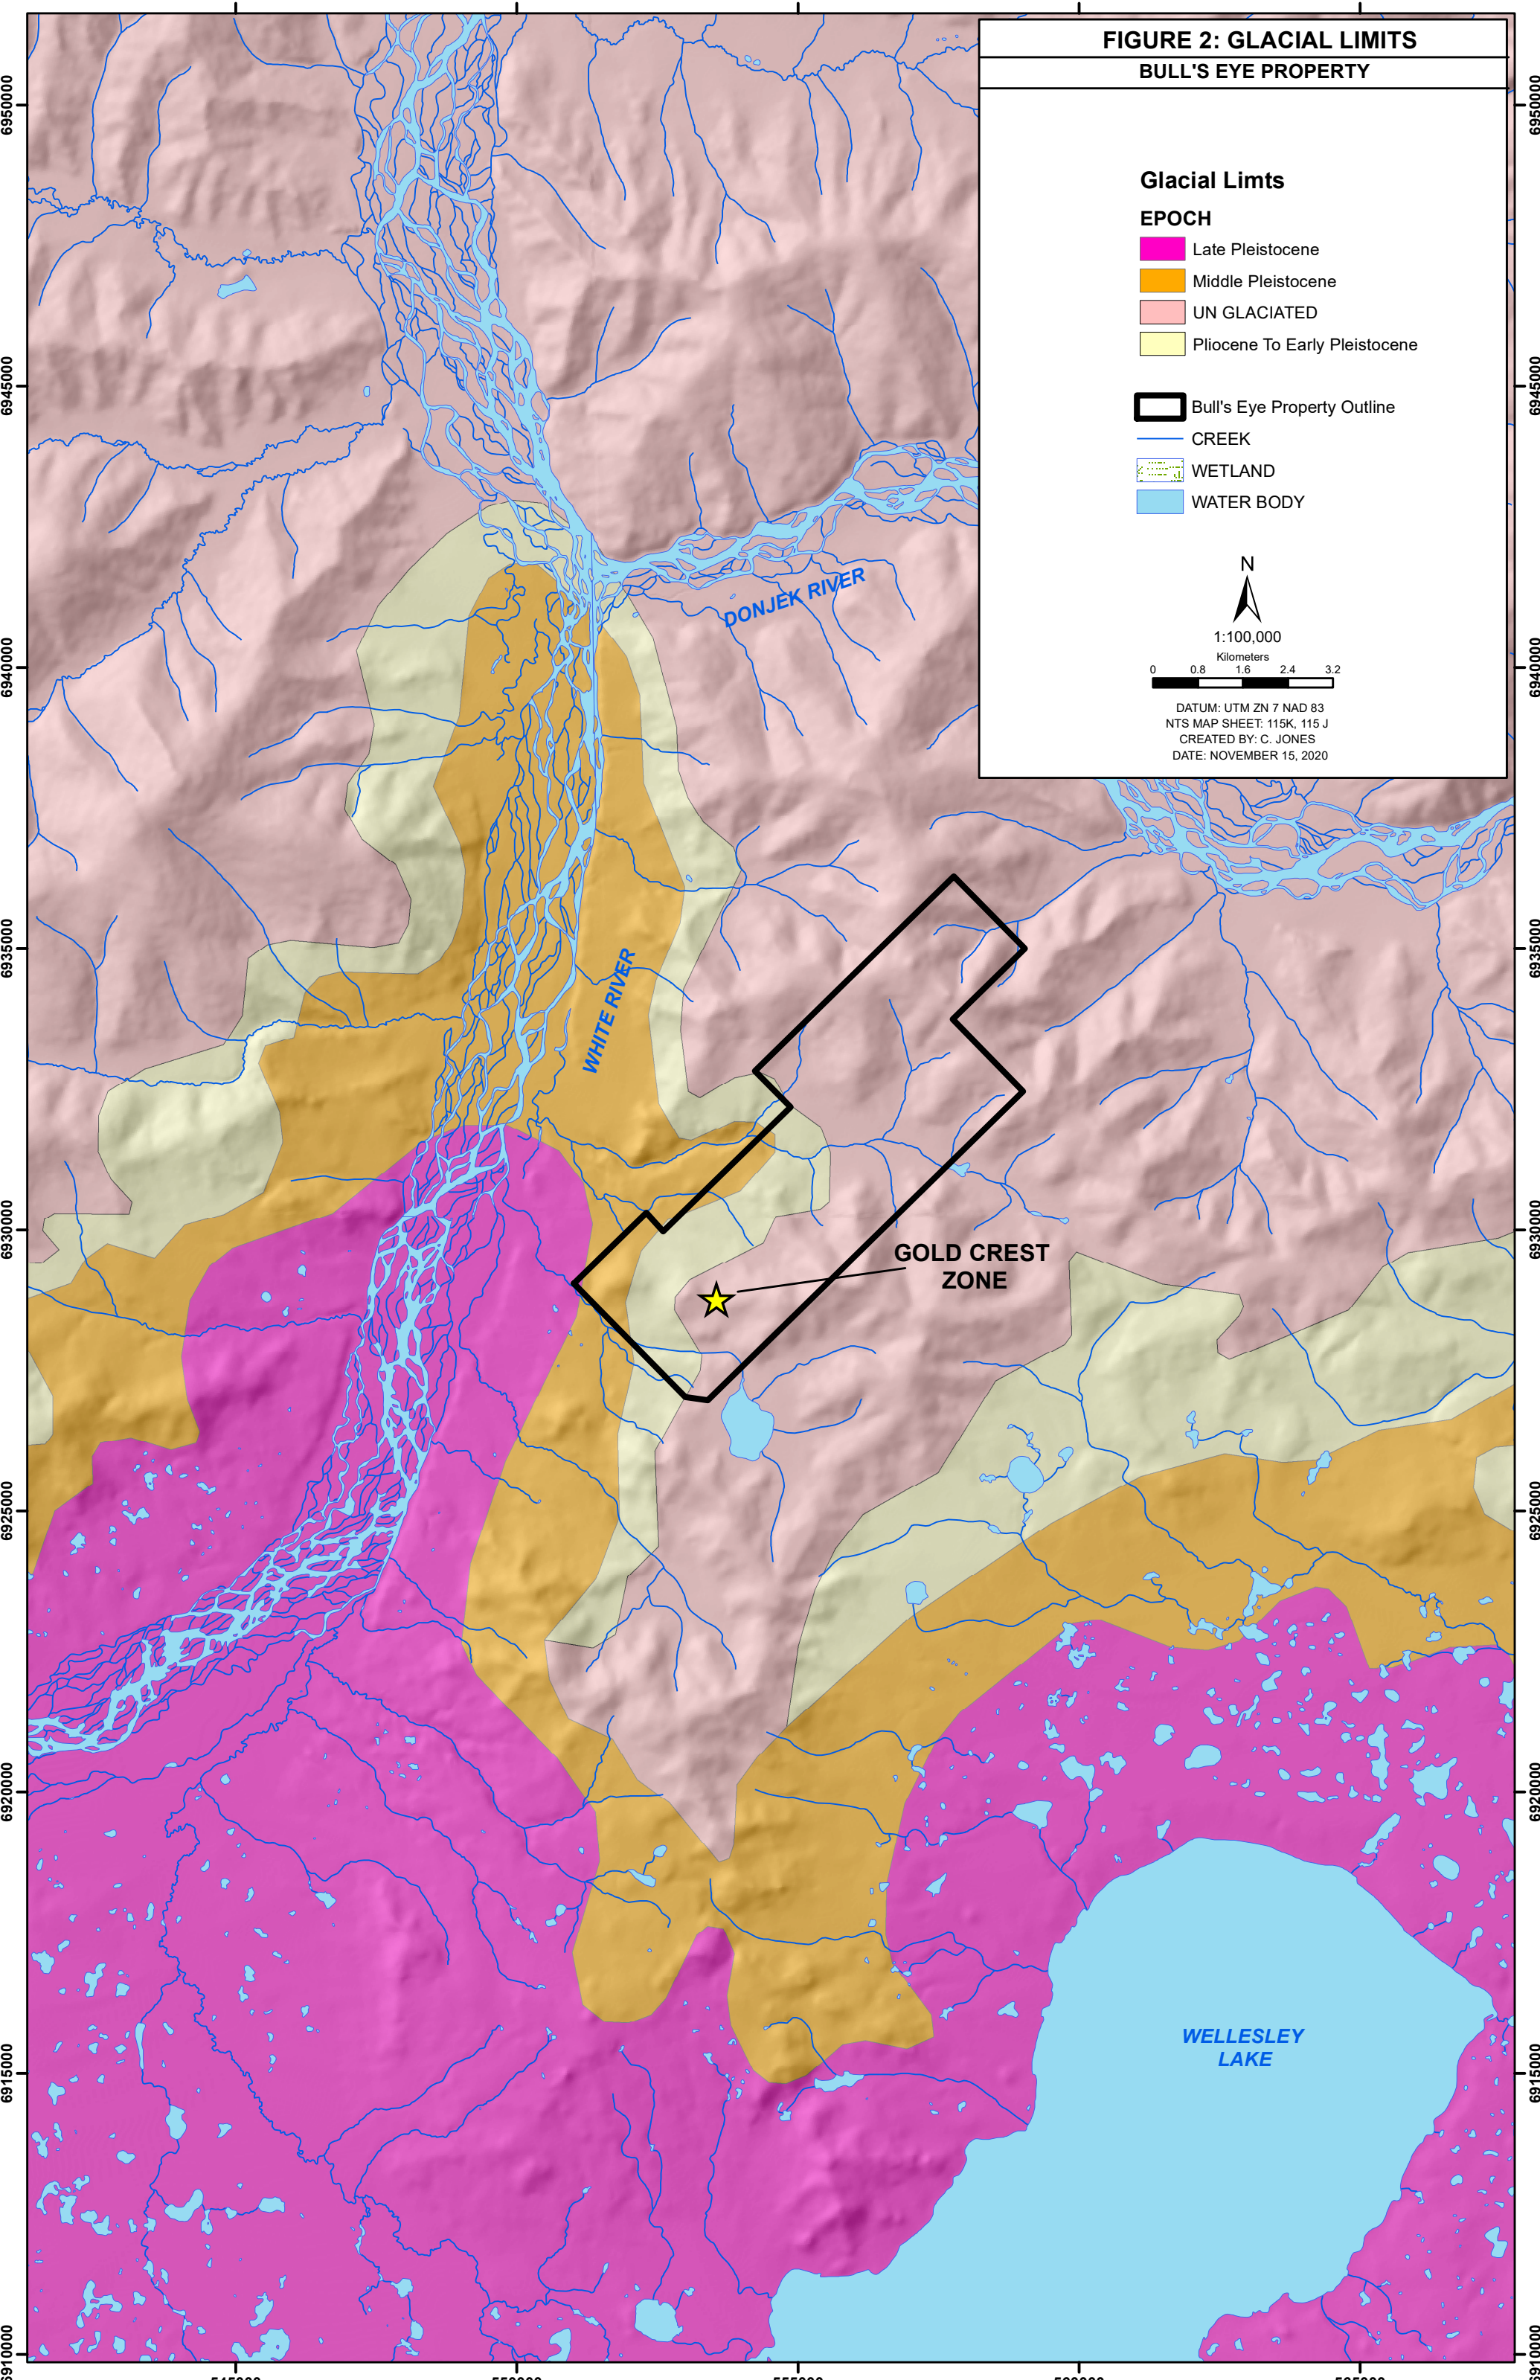 FIGURE 2: GLACIAL LIMITS
BULL'S EYE PROPERTY
Glacial Limts
EPOCH
Late Pleistocene
Middle Pleistocene
UN GLACIATED
Pliocene To Early Pleistocene
Bull's Eye Property Outline
CREEK
WETLAND
WATER BODY
N
1:100,000
Kilometers
0 0.8 1.6 2.4 3.2
DATUM: UTM ZN 7 NAD 83
NTS MAP SHEET: 115K, 115 J
CREATED BY: C. JONES
DATE: NOVEMBER 15, 2020
6950000
6950000
6945000
6945000
DONJEK RIVER
6940000
6940000
6935000
6935000
WHITE RIVER
6930000
6930000
GOLD CREST
ZONE
6925000
6925000
6920000
6920000
WELLESLEY
LAKE
6915000
6915000
6910000